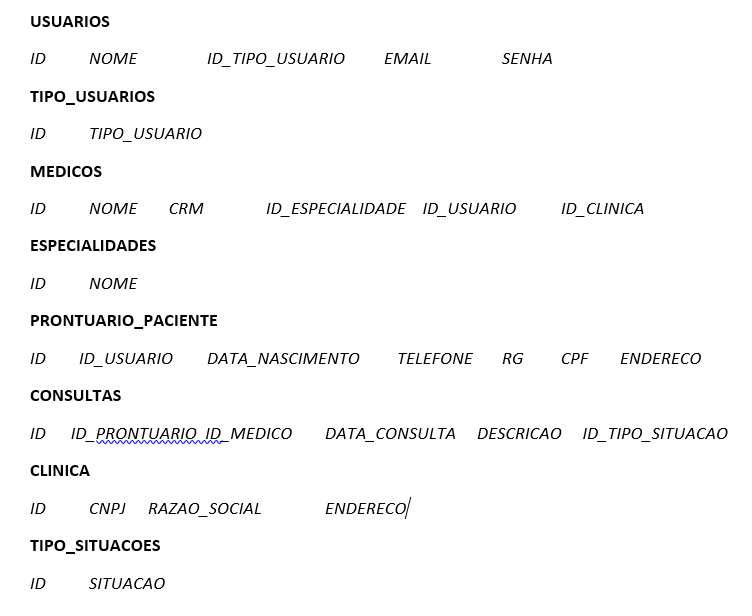 USUARIOS
ID NOME ID_TIPO_USUARIO EMAIL SENHA
TIPO_USUARIOS
ID TIPO_USUARIO
MEDICOS
ID NOME CRM ID_ESPECIALIDADE ID_USUARIO ID_CLINICA
ESPECIALIDADES
ID NOME
PRONTUARIO_PACIENTE
ID ID_USUARIO DATA_NASCIMENTO TELEFONE RG CPF ENDERECO
CONSULTAS
ID ID_PRONTUARIO ID_MEDICO DATA_CONSULTA DESCRICAO ID_TIPO_SITUACAO
CLINICA
ID CNPJ RAZAO_SOCIAL ENDERECO
TIPO_SITUACOES
ID SITUACAO